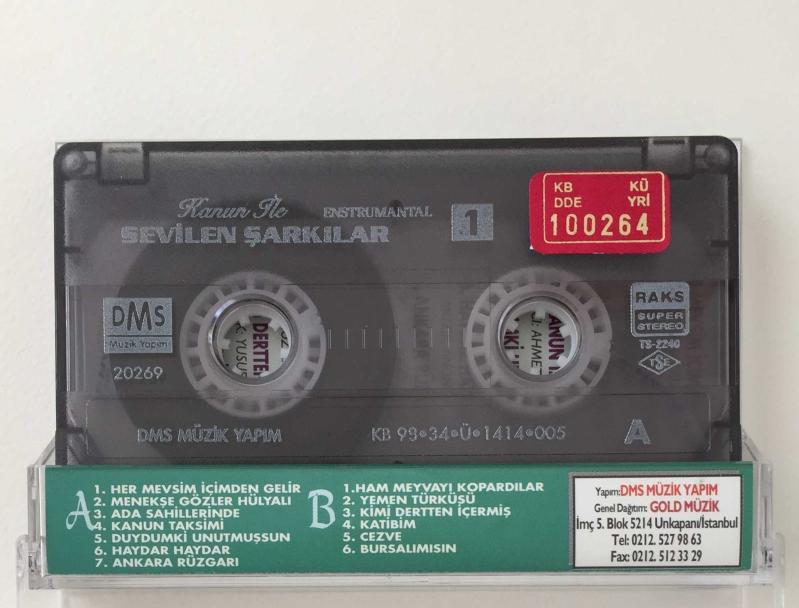 Kanun İle
ENSTRUMANTAL
SEVİLEN ŞARKILAR
1
KB KÜ
DDE YRİ
100264
DMS
Müzik Yapım
20269
DERTTE
YUSUF
ANUN İ
AHMET
RAKS
SUPER
STEREO
TS-2240
TSE
DMS MÜZİK YAPIM
KB 99•34•Ü•1414•005
A
A
1. HER MEVSİM İÇİMDEN GELİR
2. MENEKŞE GÖZLER HÜLYALI
3. ADA SAHİLLERİNDE
4. KANUN TAKSİMİ
5. DUYDUMKİ UNUTMUŞSUN
6. HAYDAR HAYDAR
7. ANKARA RÜZGARI
B
1.HAM MEYVAYI KOPARDILAR
2.YEMEN TÜRKÜSÜ
3. KİMİ DERTTEN İÇERMİŞ
4. KATİBİM
5. CEZVE
6. BURSALIMISIN
Yapım:DMS MÜZİK YAPIM
Genel Dağıtım: GOLD MÜZİK
İmç 5. Blok 5214 Unkapanı/İstanbul
Tel: 0212. 527 98 63
Fax: 0212. 512 33 29